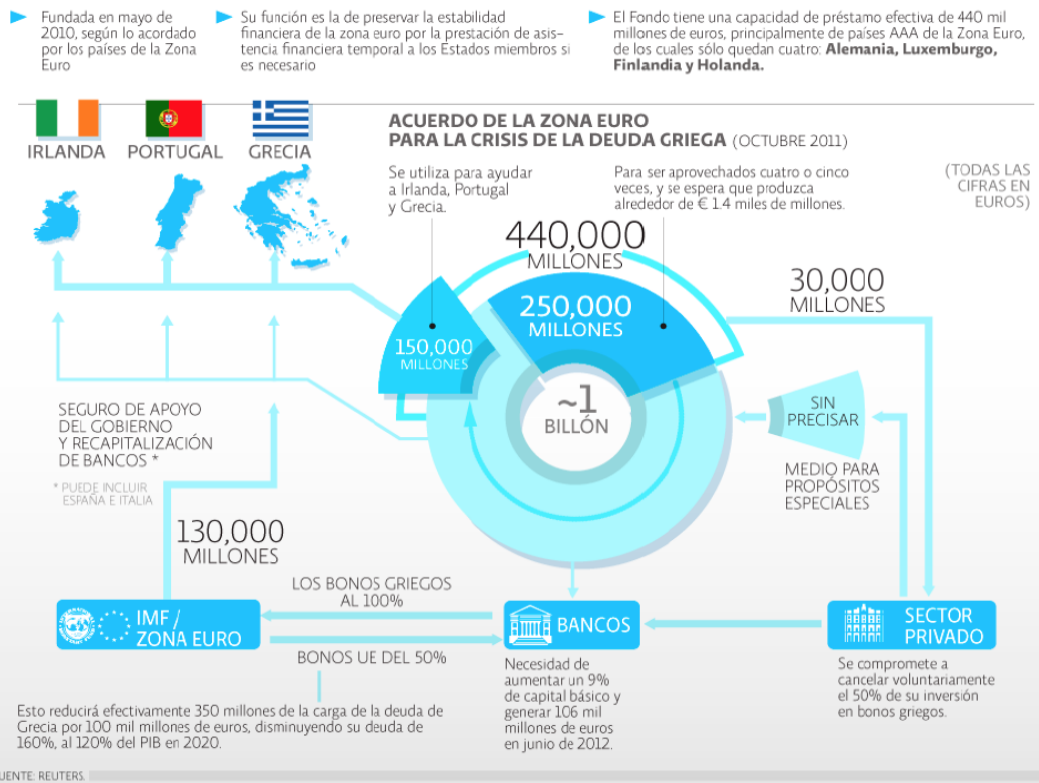 Fundada en mayo de
2010, según lo acordado
por los países de la Zona
Euro
Su función es la de preservar la estabilidad
financiera de la zona euro por la prestación de asis-
tencia financiera temporal a los Estados miembros si
es necesario
El Fondo tiene una capacidad de préstamo efectiva de 440 mil
millones de euros, principalmente de países AAA de la Zona Euro,
de los cuales sólo quedan cuatro: Alemania, Luxemburgo,
Finlandia y Holanda.
IRLANDA
PORTUGAL
GRECIA
ACUERDO DE LA ZONA EURO
PARA LA CRISIS DE LA DEUDA GRIEGA (OCTUBRE 2011)
Se utiliza para ayudar
a Irlanda, Portugal
y Grecia.
Para ser aprovechados cuatro o cinco
veces, y se espera que produzca
alrededor de € 1.4 miles de millones.
(TODAS LAS
CIFRAS EN
EUROS)
440,000
MILLONES
250,000
MILLONES
150,000
MILLONES
30,000
MILLONES
~1
BILLÓN
SIN
PRECISAR
MEDIO PARA
PROPÓSITOS
ESPECIALES
SEGURO DE APOYO
DEL GOBIERNO
Y RECAPITALIZACIÓN
DE BANCOS *
* PUEDE INCLUIR
ESPAÑA E ITALIA
130,000
MILLONES
LOS BONOS GRIEGOS
AL 100%
IMF /
ZONA EURO
BANCOS
SECTOR
PRIVADO
BONOS UE DEL 50%
Necesidad de
aumentar un 9%
de capital básico y
generar 106 mil
millones de euros
en junio de 2012.
Se compromete a
cancelar voluntariamente
el 50% de su inversión
en bonos griegos.
Esto reducirá efectivamente 350 millones de la carga de la deuda de
Grecia por 100 mil millones de euros, disminuyendo su deuda de
160%, al 120% del PIB en 2020.
UENTE: REUTERS.